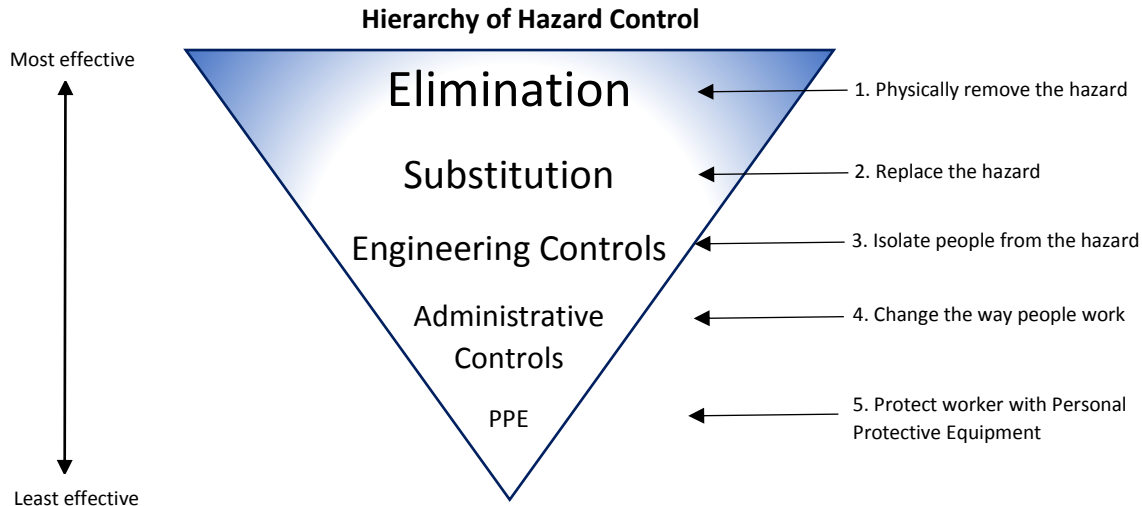 Hierarchy of Hazard Control
Most effective
Elimination
1. Physically remove the hazard
Substitution
2. Replace the hazard
Engineering Controls
3. Isolate people from the hazard
Administrative
Controls
4. Change the way people work
PPE
5. Protect worker with Personal
Protective Equipment
Least effective